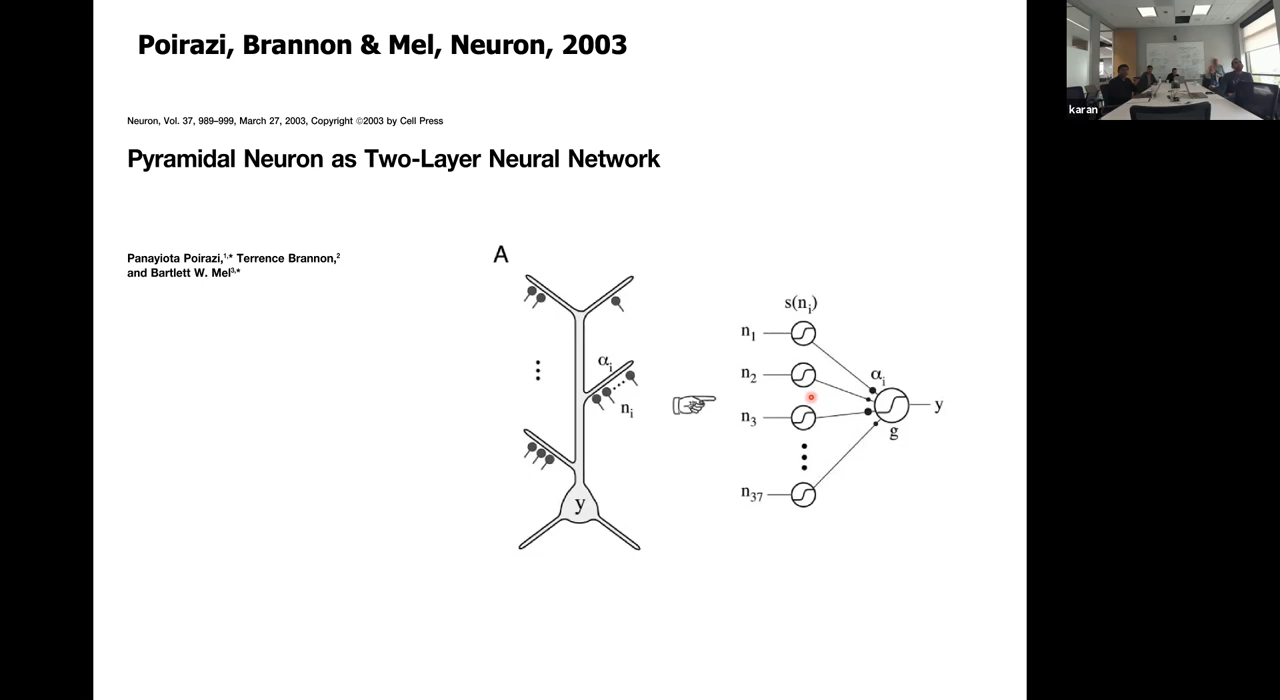 Poirazi, Brannon & Mel, Neuron, 2003
Neuron, Vol. 37, 989–999, March 27, 2003, Copyright ©2003 by Cell Press
Pyramidal Neuron as Two-Layer Neural Network
Panayiota Poirazi,1,* Terrence Brannon,2
and Bartlett W. Mel3,*
A
αi
ni
y
s(ni)
n1
n2
n3
n37
αi
g
y
karan